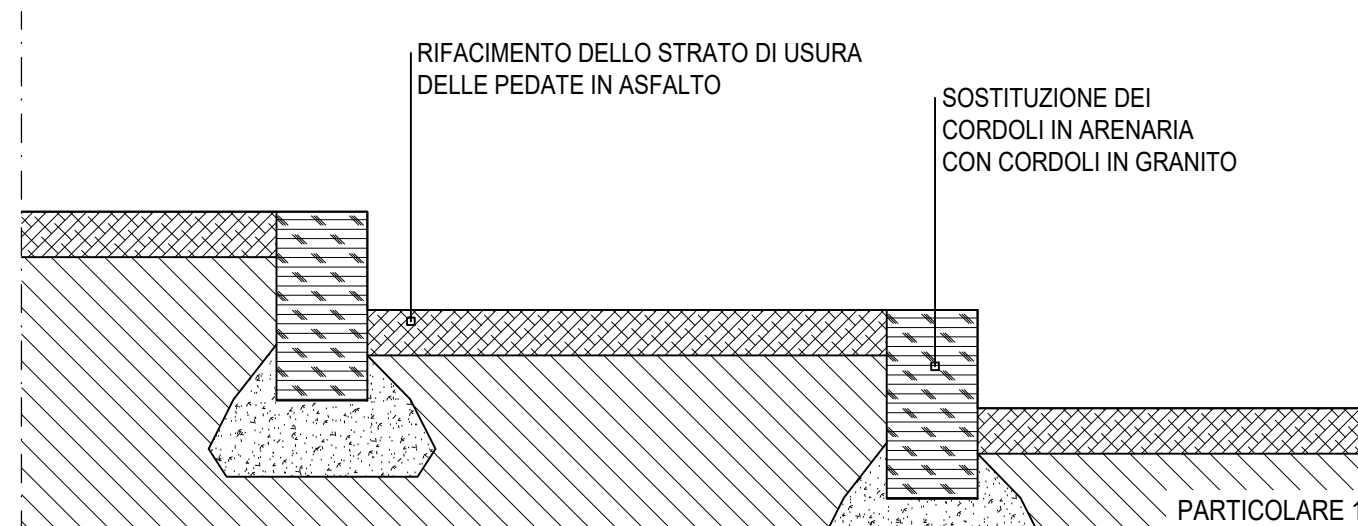 RIFACIMENTO DELLO STRATO DI USURA
DELLE PEDATE IN ASFALTO
SOSTITUZIONE DEI
CORDOLI IN ARENARIA
CON CORDOLI IN GRANITO
PARTICOLARE 1